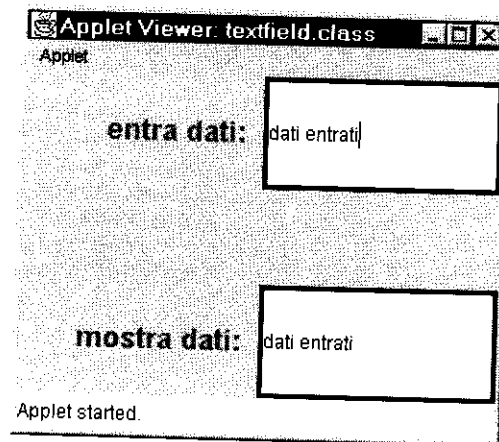 Applet Viewer: textfield.class
Applet
entra dati: dati entrati
mostra dati: dati entrati
Applet started.